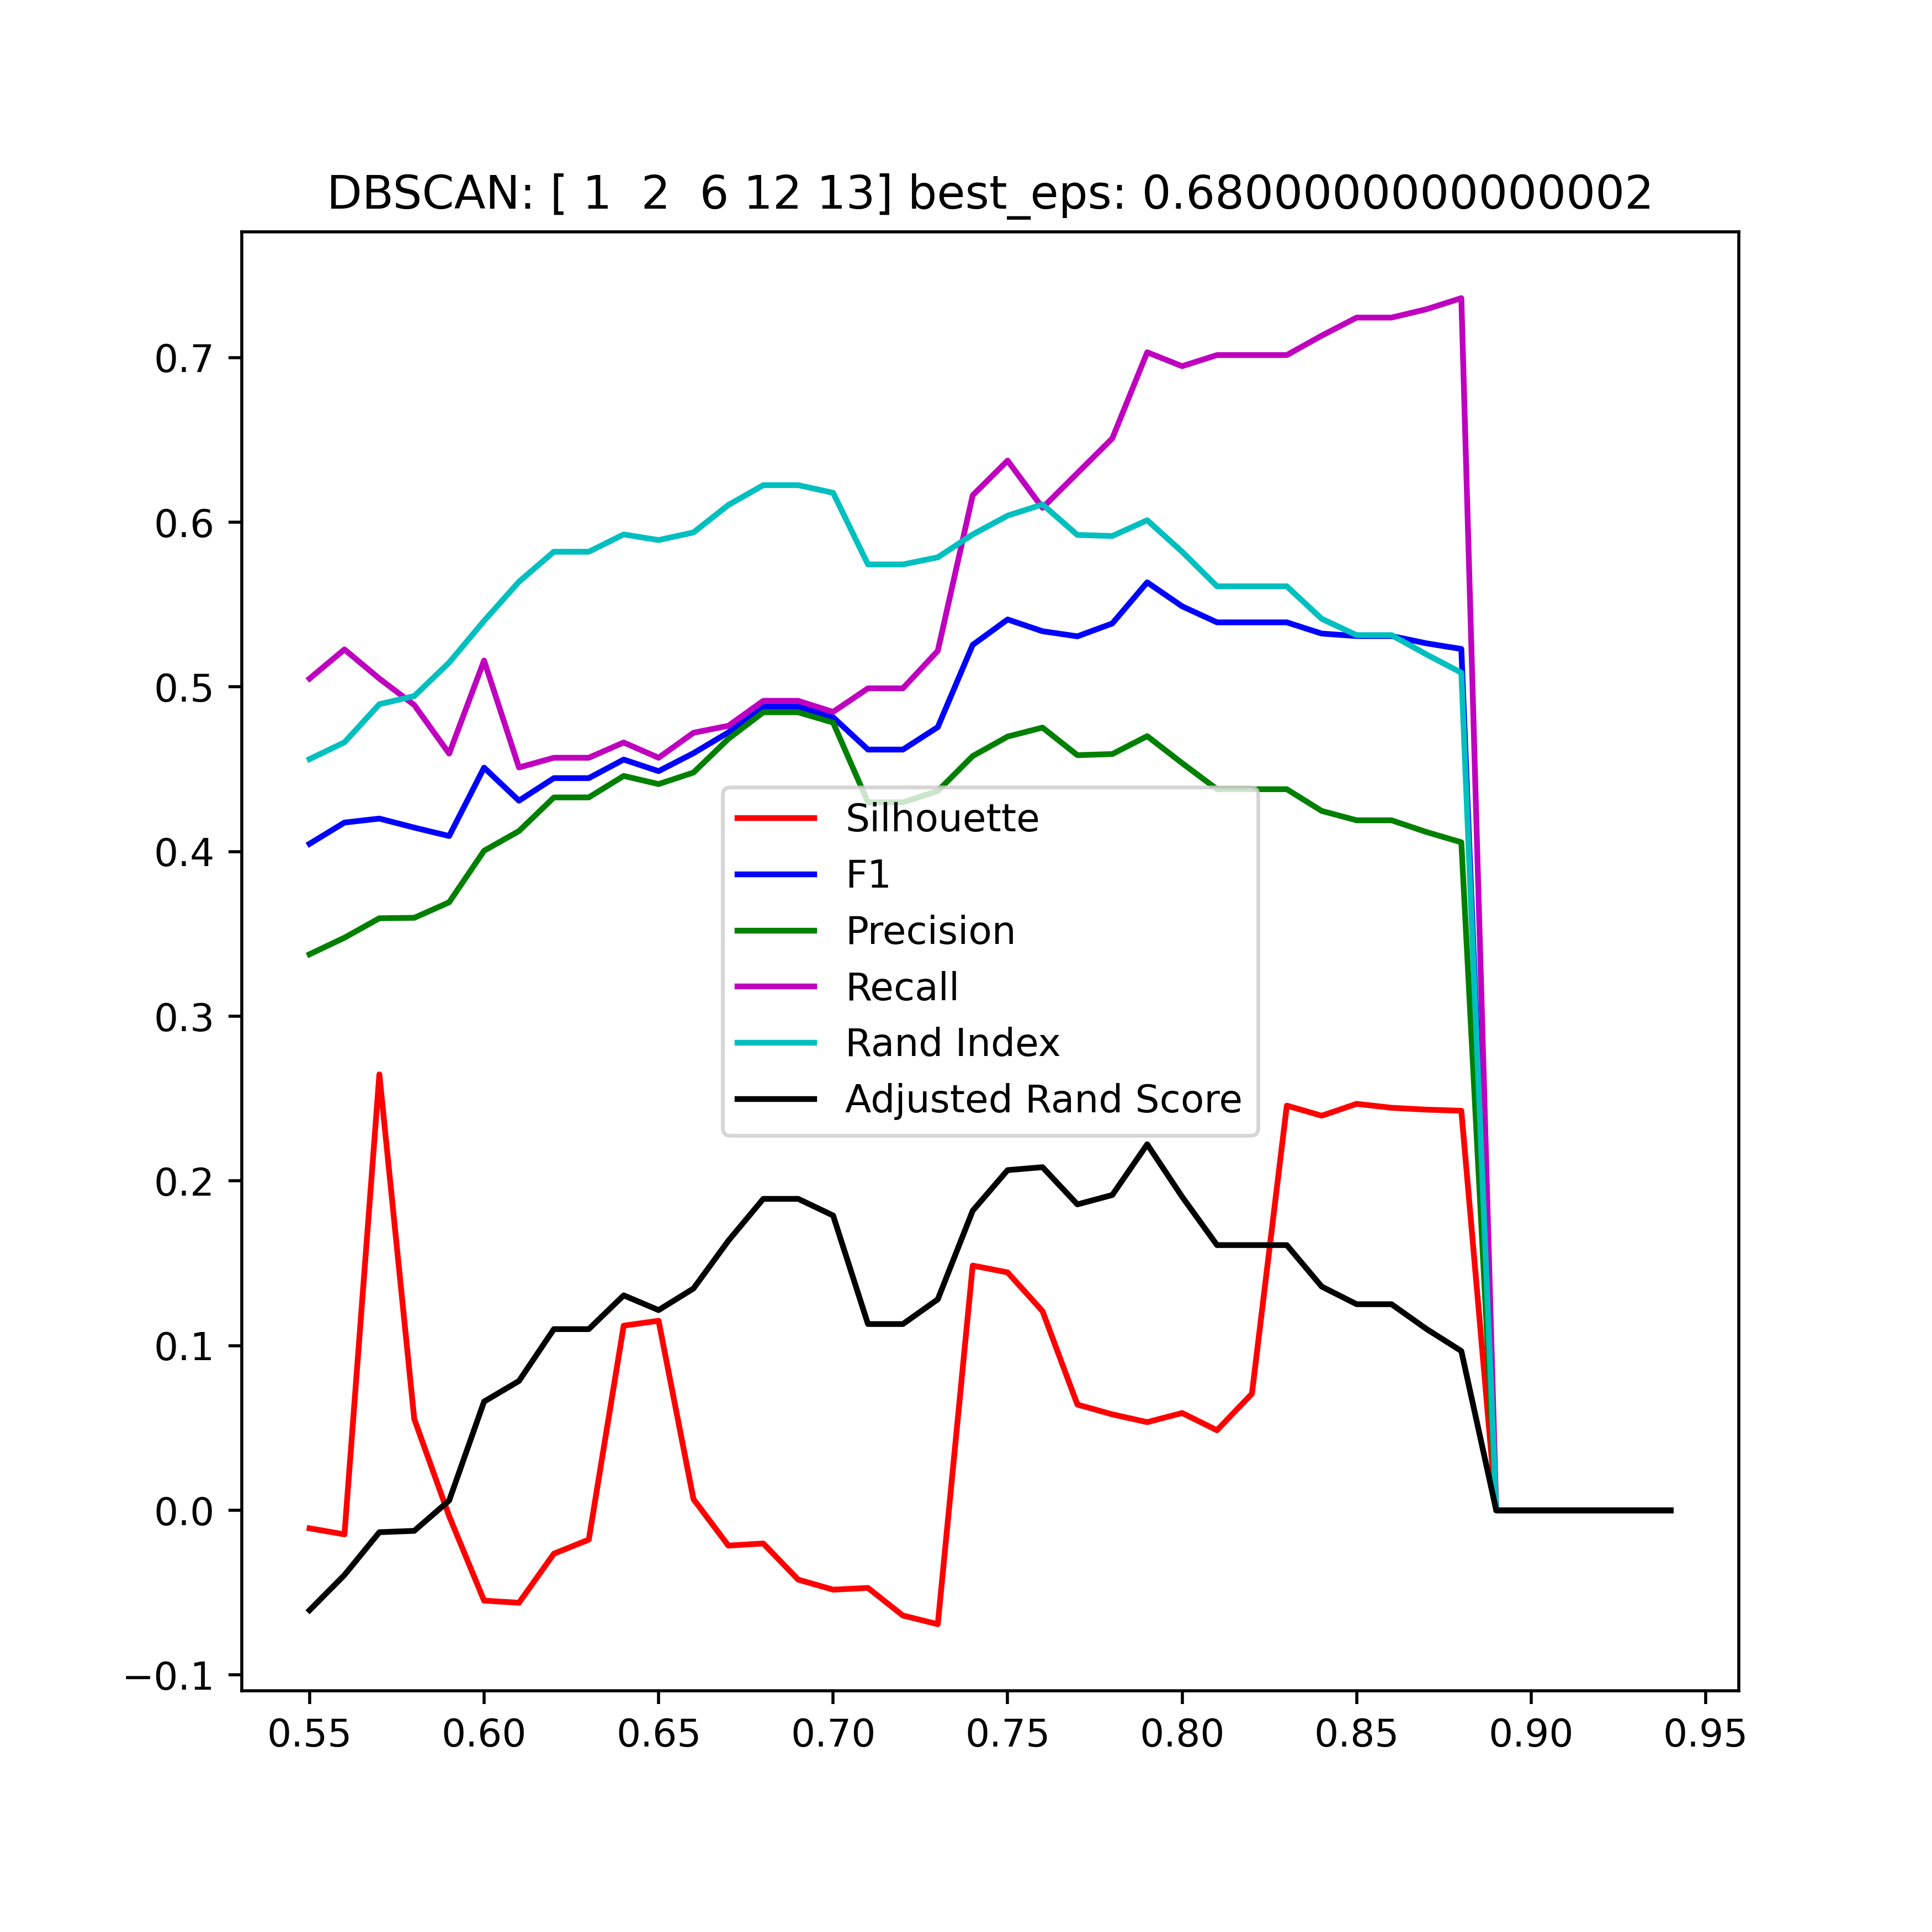 DBSCAN: [ 1  2  6 12 13] best_eps: 0.6800000000000002
0.7
0.6
0.5
0.4
0.3
0.2
0.1
0.0
−0.1
Silhouette
F1
Precision
Recall
Rand Index
Adjusted Rand Score
0.55 0.60 0.65 0.70 0.75 0.80 0.85 0.90 0.95